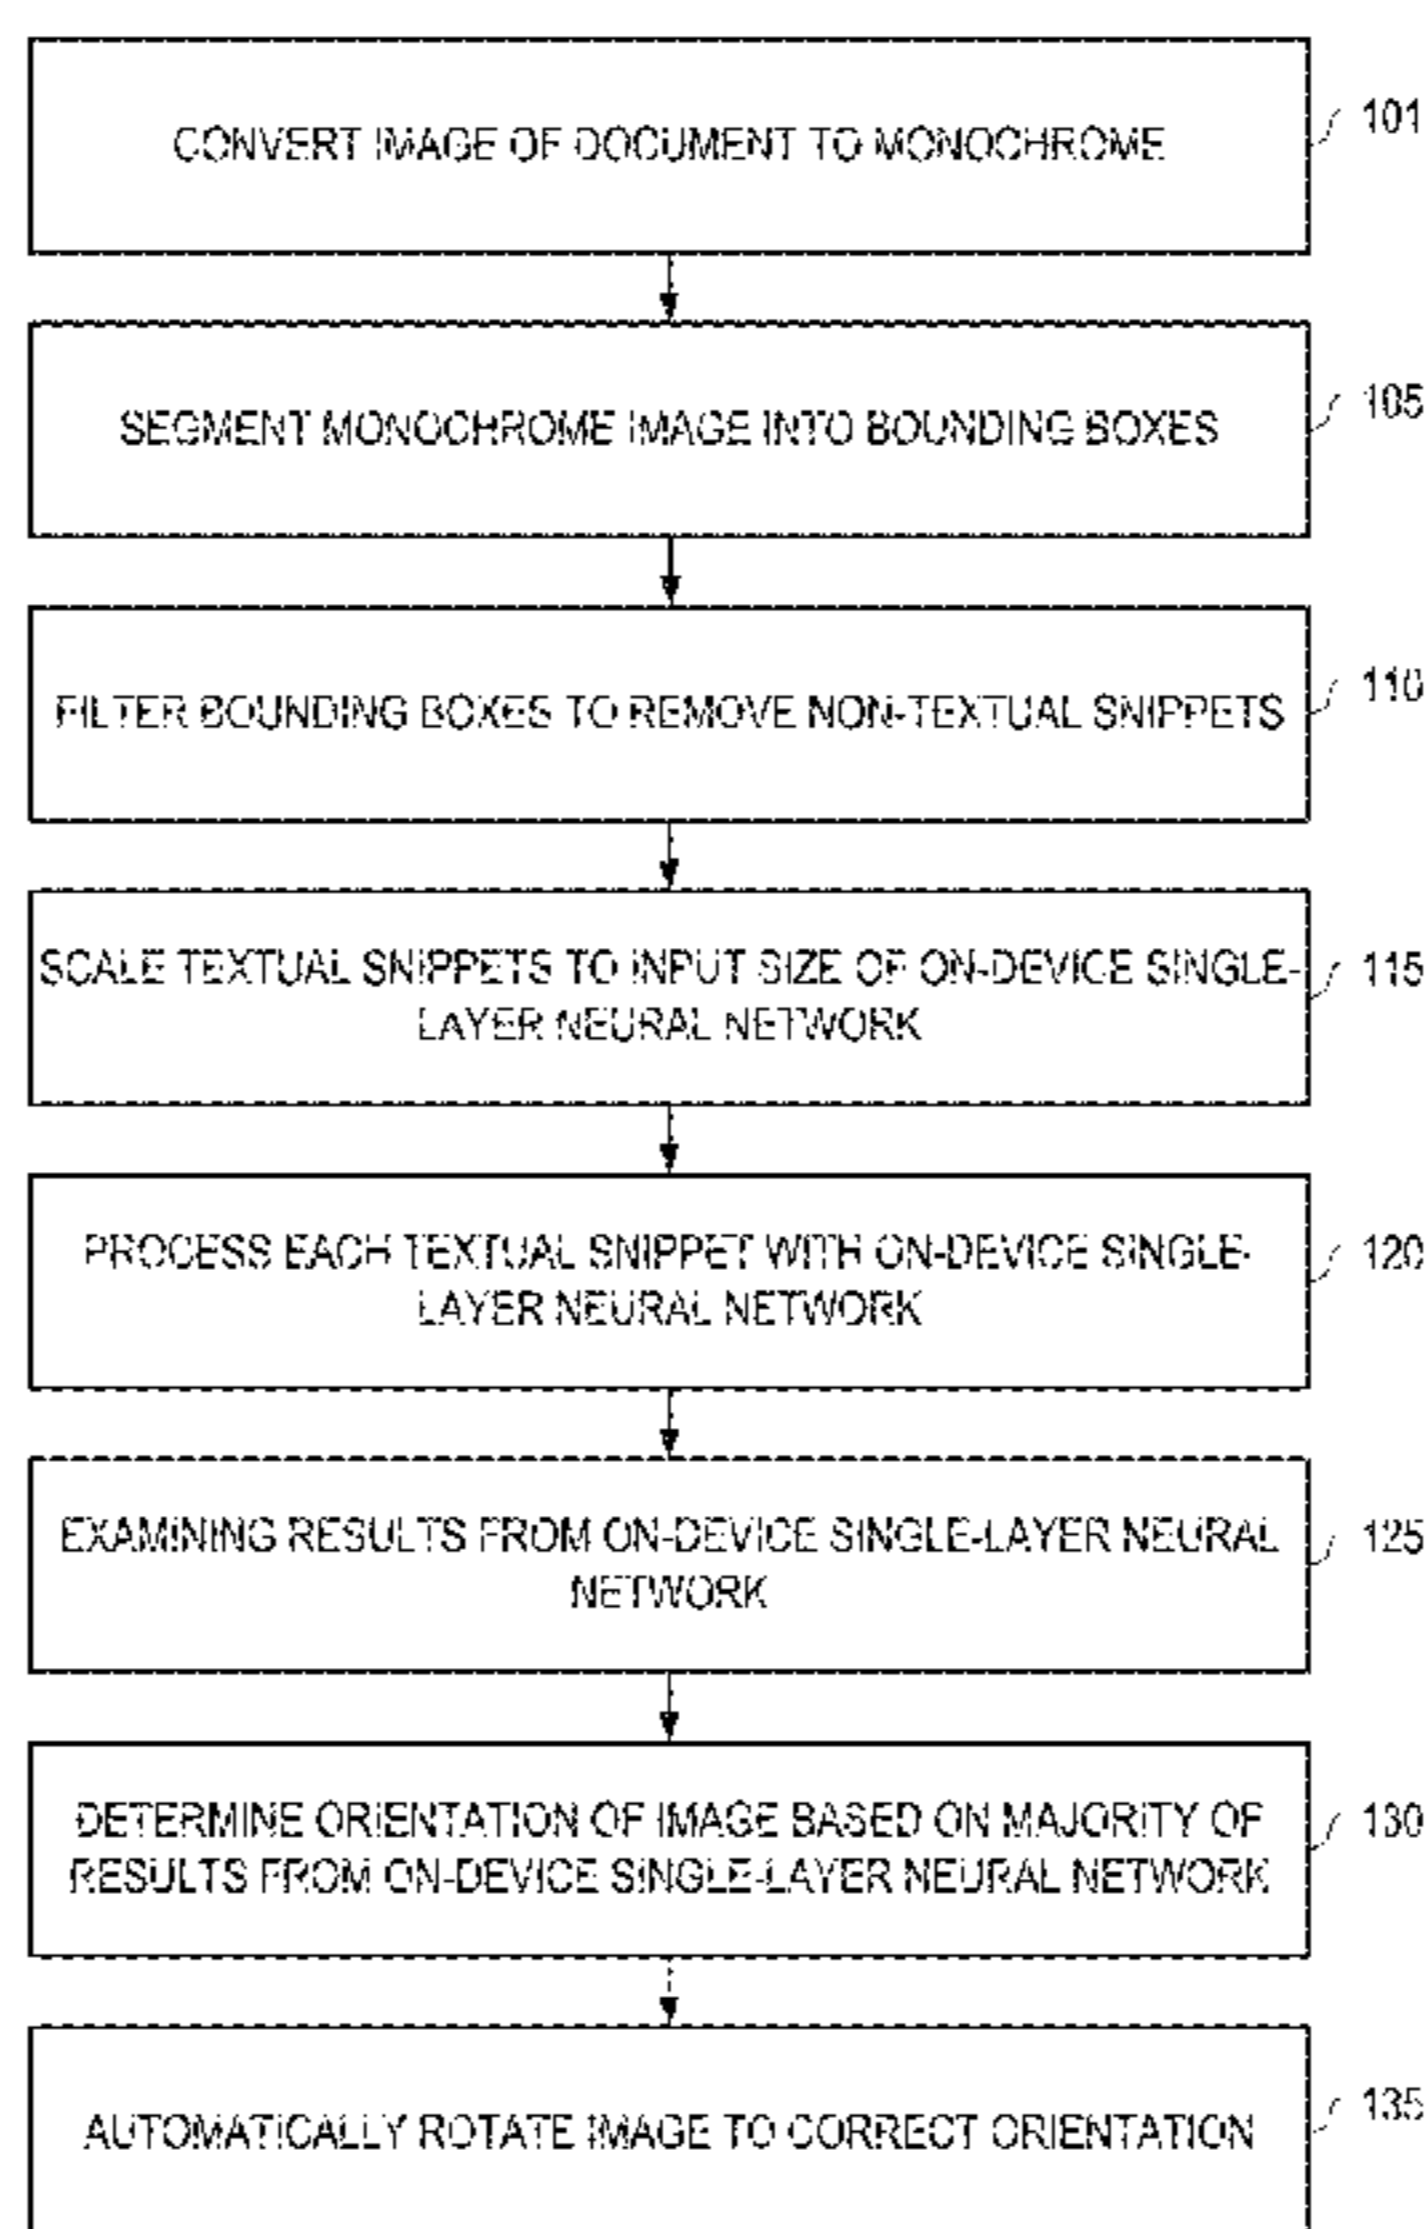 CONVERT IMAGE OF DOCUMENT TO MONOCHROME
101
SEGMENT MONOCHROME IMAGE INTO BOUNDING BOXES
105
FILTER BOUNDING BOXES TO REMOVE NON-TEXTUAL SNIPPETS
110
SCALE TEXTUAL SNIPPETS TO INPUT SIZE OF ON-DEVICE SINGLE-
LAYER NEURAL NETWORK
115
PROCESS EACH TEXTUAL SNIPPET WITH ON-DEVICE SINGLE-
LAYER NEURAL NETWORK
120
EXAMINING RESULTS FROM ON-DEVICE SINGLE-LAYER NEURAL
NETWORK
125
DETERMINE ORIENTATION OF IMAGE BASED ON MAJORITY OF
RESULTS FROM ON-DEVICE SINGLE-LAYER NEURAL NETWORK
130
AUTOMATICALLY ROTATE IMAGE TO CORRECT ORIENTATION
135